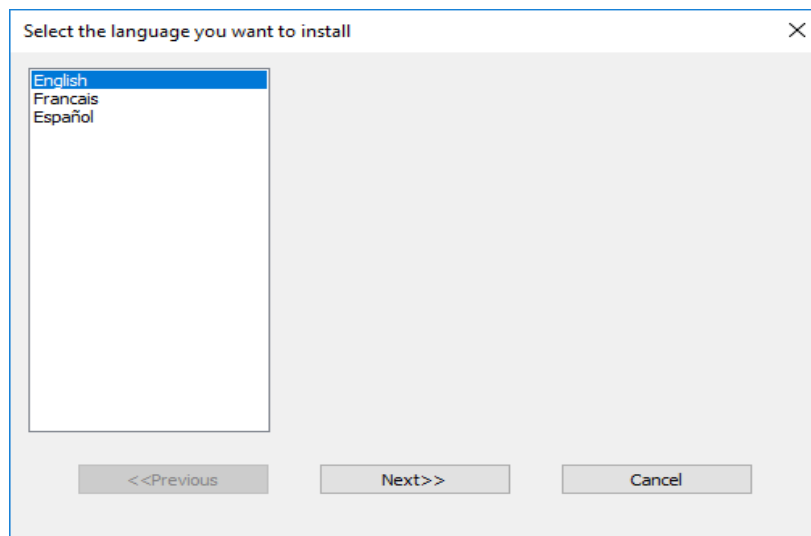 Select the language you want to install
English
Francais
Español
<<Previous
Next>>
Cancel